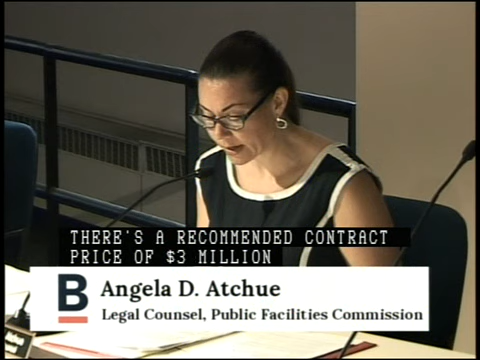 THERE'S A RECOMMENDED CONTRACT
PRICE OF $3 MILLION
B
Angela D. Atchue
Legal Counsel, Public Facilities Commission